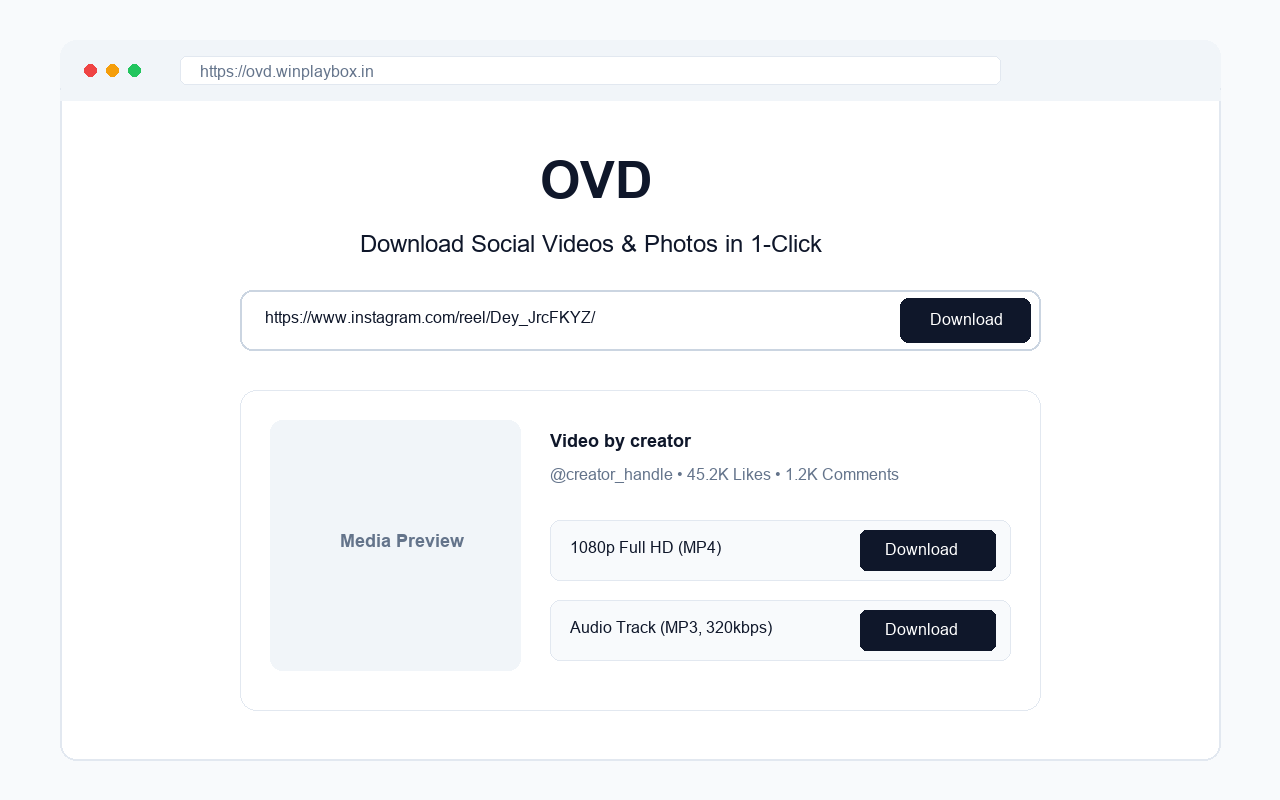 https://ovd.winplaybox.in
OVD
Download Social Videos & Photos in 1-Click
https://www.instagram.com/reel/Dey_JrcFKYZ/
Download
Media Preview
Video by creator
@creator_handle • 45.2K Likes • 1.2K Comments
1080p Full HD (MP4)
Download
Audio Track (MP3, 320kbps)
Download